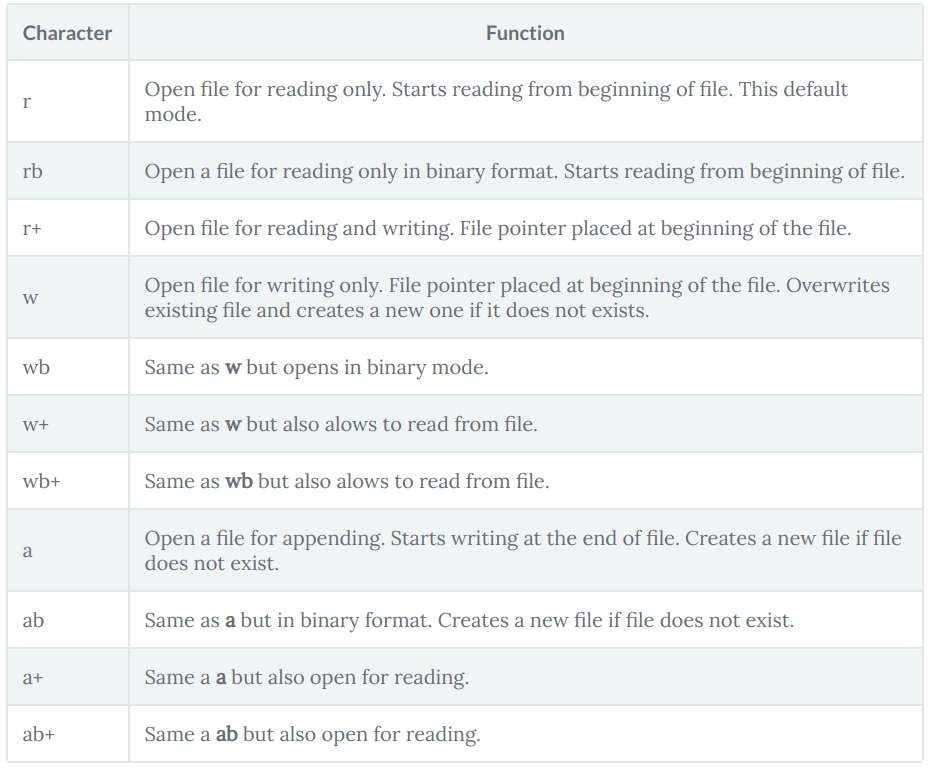 Character Function
r Open file for reading only. Starts reading from beginning of file. This default
mode.
rb Open a file for reading only in binary format. Starts reading from beginning of file.
r+ Open file for reading and writing. File pointer placed at beginning of the file.
w Open file for writing only. File pointer placed at beginning of the file. Overwrites
existing file and creates a new one if it does not exists.
wb Same as w but opens in binary mode.
w+ Same as w but also alows to read from file.
wb+ Same as wb but also alows to read from file.
a Open a file for appending. Starts writing at the end of file. Creates a new file if file
does not exist.
ab Same as a but in binary format. Creates a new file if file does not exist.
a+ Same a a but also open for reading.
ab+ Same a ab but also open for reading.